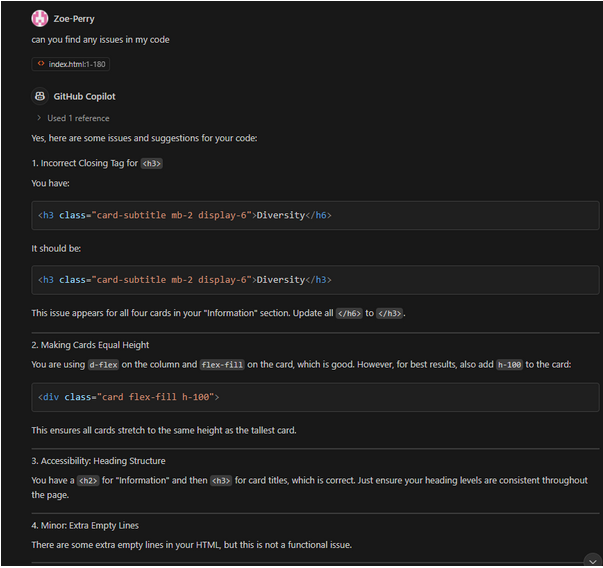 Zoe-Perry
can you find any issues in my code
<> index.html:1-180
GitHub Copilot
> Used 1 reference
Yes, here are some issues and suggestions for your code:
1. Incorrect Closing Tag for <h3>
You have:
<h3 class="card-subtitle mb-2 display-6">Diversity</h6>
It should be:
<h3 class="card-subtitle mb-2 display-6">Diversity</h3>
This issue appears for all four cards in your "Information" section. Update all </h6> to </h3>.
2. Making Cards Equal Height
You are using d-flex on the column and flex-fill on the card, which is good. However, for best results, also add h-100 to the card:
<div class="card flex-fill h-100">
This ensures all cards stretch to the same height as the tallest card.
3. Accessibility: Heading Structure
You have a <h2> for "Information" and then <h3> for card titles, which is correct. Just ensure your heading levels are consistent throughout
the page.
4. Minor: Extra Empty Lines
There are some extra empty lines in your HTML, but this is not a functional issue.